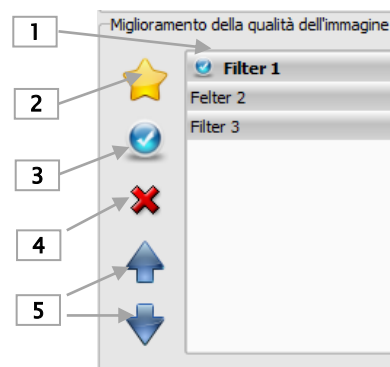 Miglioramento della qualità dell'immagine
1
Filter 1
2
Felter 2
Filter 3
3
4
5